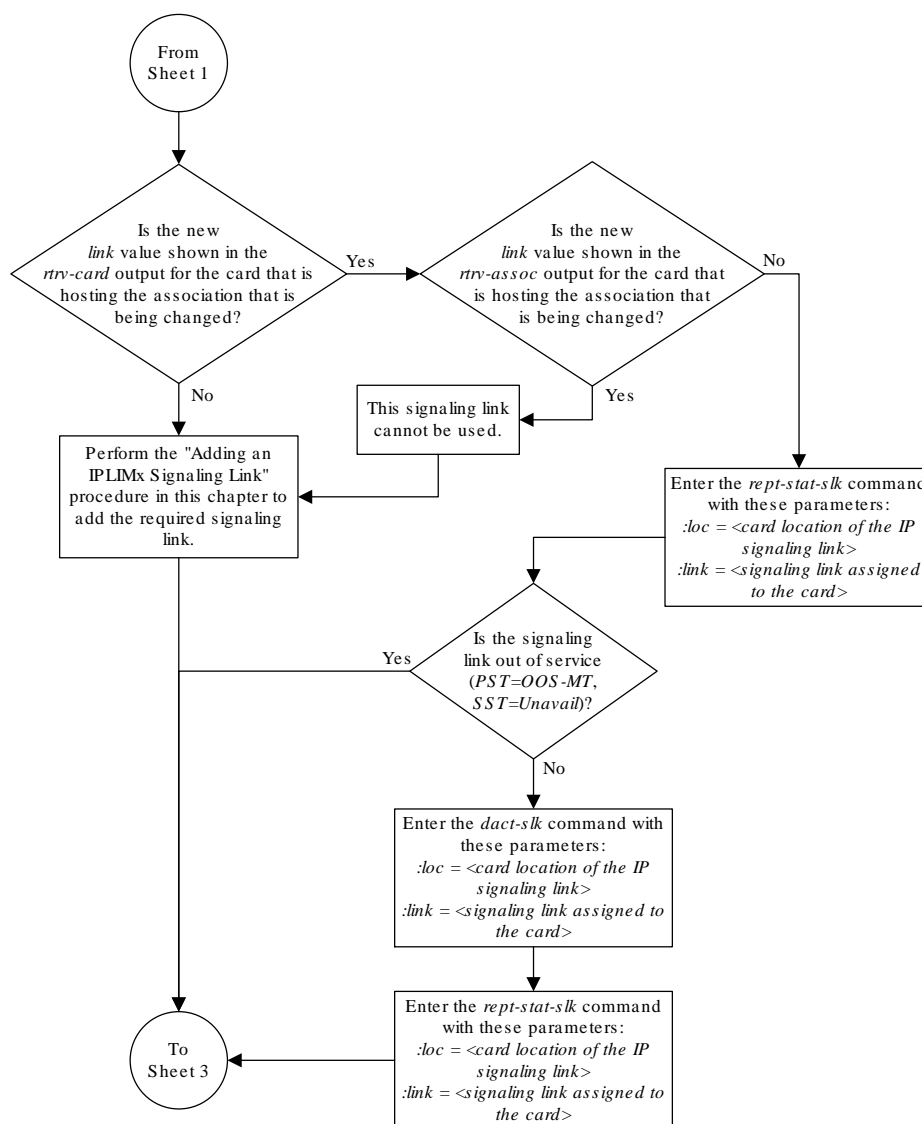 From
Sheet 1
Is the new
link value shown in the
rtrv-card output for the card that is
hosting the association that is
being changed?
Yes
Is the new
link value shown in the
rtrv-assoc output for the card that
is hosting the association that
is being changed?
No
No
Yes
This signaling link
cannot be used.
Perform the "Adding an
IPLIMx Signaling Link"
procedure in this chapter to
add the required signaling
link.
Enter the rept-stat-slk command
with these parameters:
:loc = <card location of the IP
signaling link>
:link = <signaling link assigned
to the card>
Is the signaling
link out of service
(PST=OOS-MT,
SST=Unavail)?
Yes
No
Enter the dact-slk command with
these parameters:
:loc = <card location of the IP
signaling link>
:link = <signaling link assigned to
the card>
Enter the rept-stat-slk command
with these parameters:
:loc = <card location of the IP
signaling link>
:link = <signaling link assigned to
the card>
To
Sheet 3